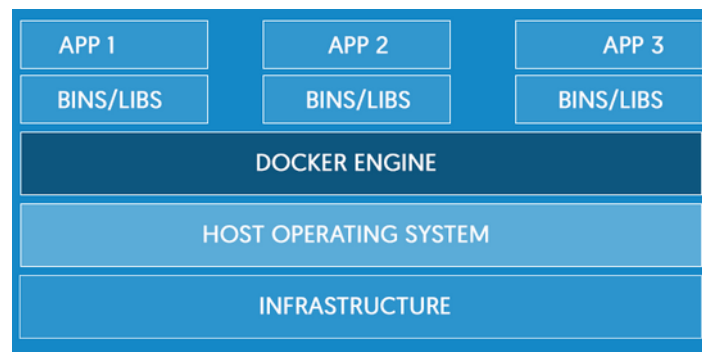 APP 1 APP 2 APP 3
BINS/LIBS BINS/LIBS BINS/LIBS
DOCKER ENGINE
HOST OPERATING SYSTEM
INFRASTRUCTURE